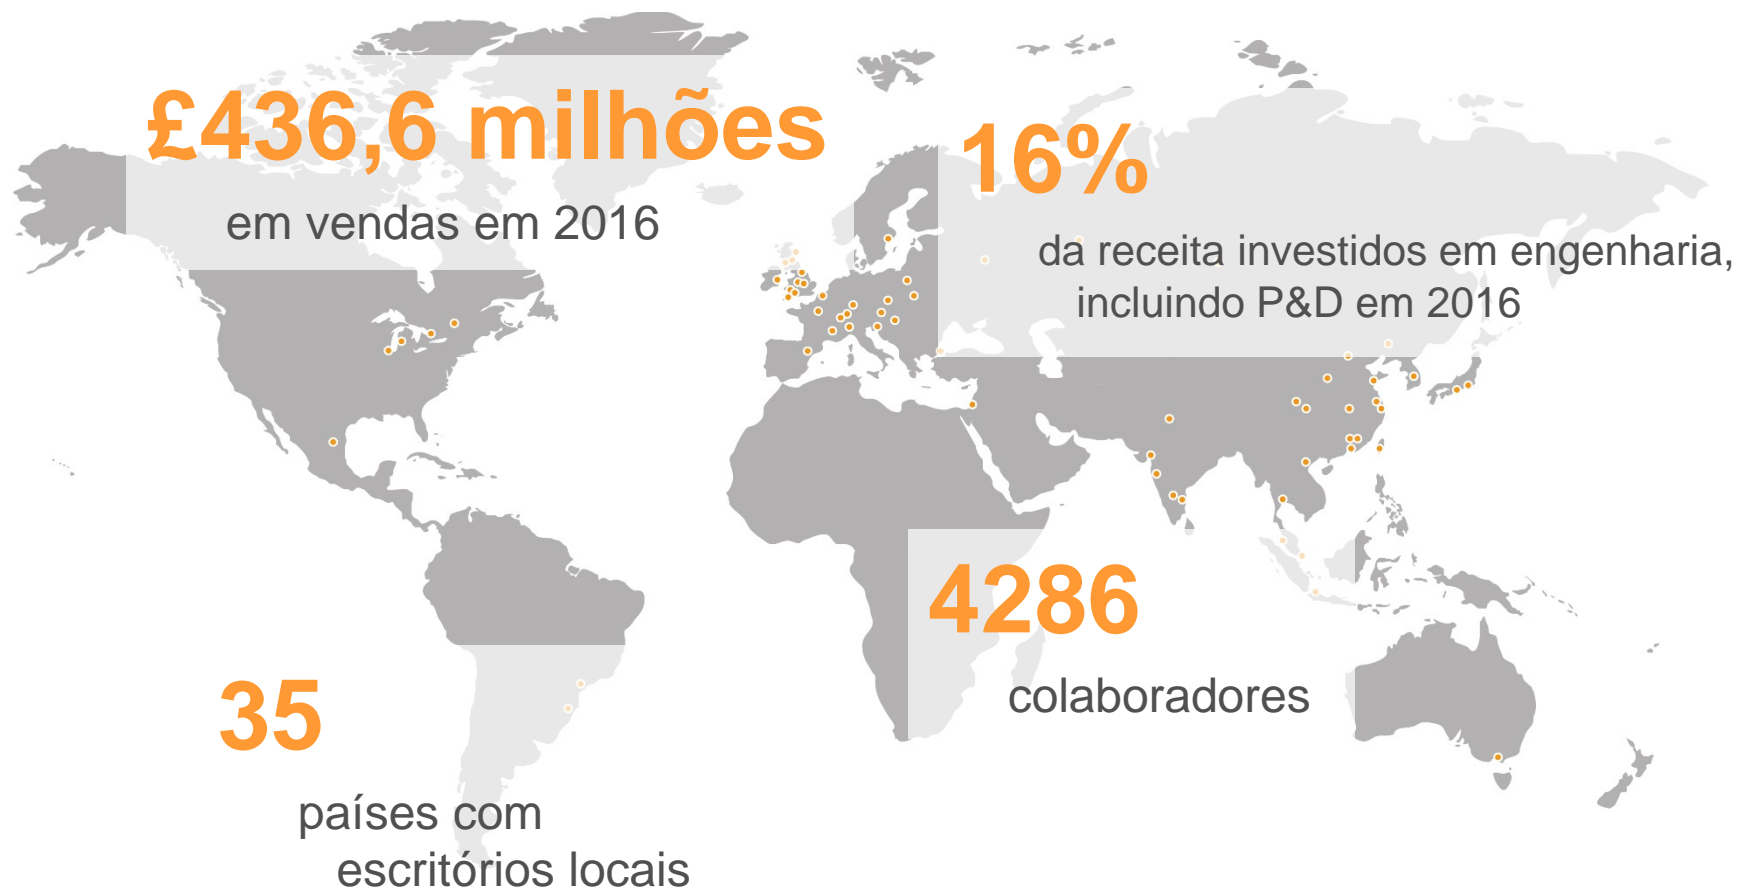 £436,6 milhões
em vendas em 2016
16%
da receita investidos em engenharia,
incluindo P&D em 2016
4286
colaboradores
35
países com
escritórios locais